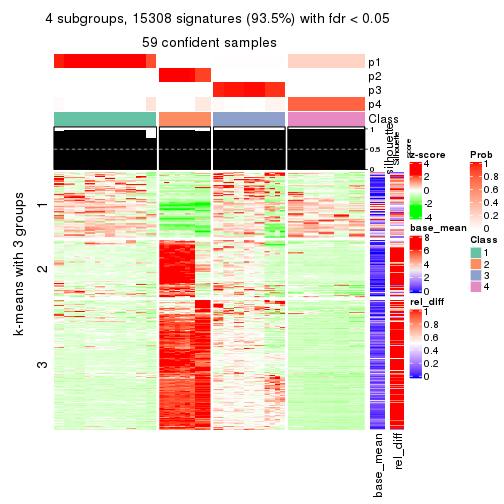 4 subgroups, 15308 signatures (93.5%) with fdr < 0.05
59 confident samples
p1
p2
p3
p4
Class
1
0.5
0
silhouette
Silhouette
score
k-means with 3 groups
1
2
3
base_mean
rel_diff
z-score
4
2
0
-2
-4
base_mean
8
6
4
2
0
rel_diff
1
0.8
0.6
0.4
0.2
0
Prob
1
0.8
0.6
0.4
0.2
0
Class
1
2
3
4